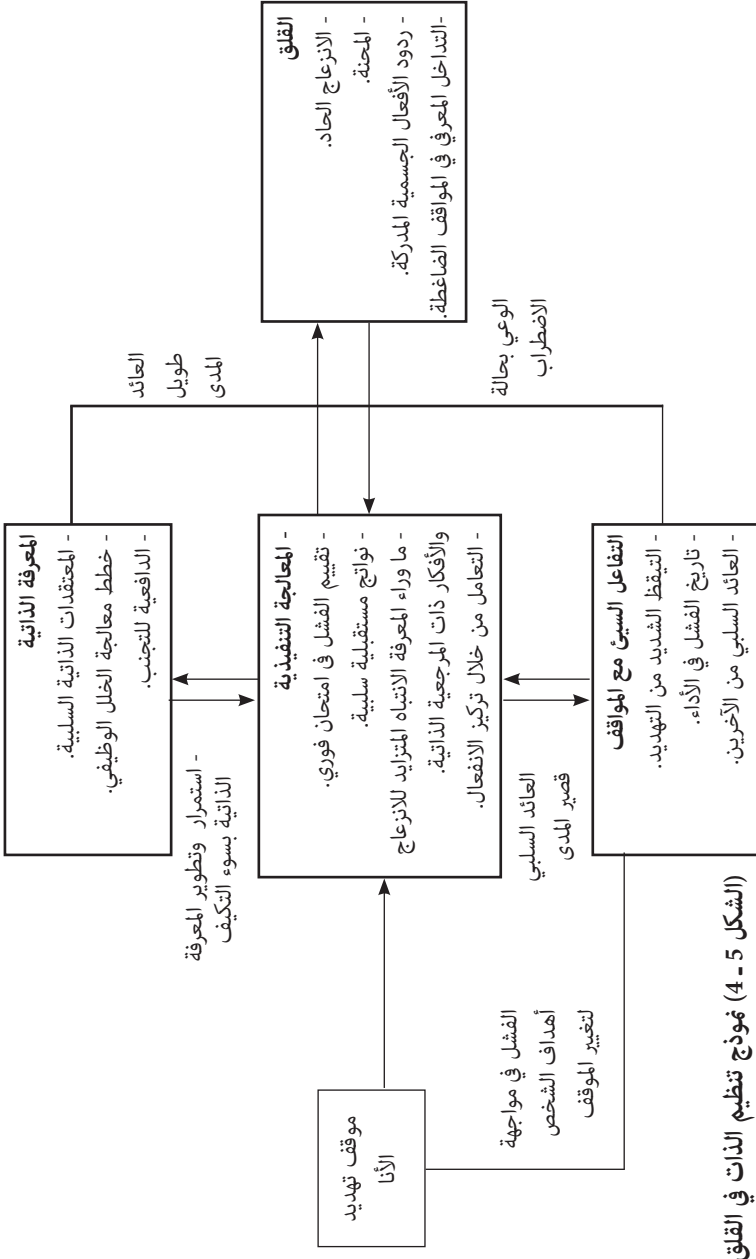 المعرفة الذاتية
- المعتقدات الذاتية السلبية.
- خطط معالجة الخلل الوظيفي.
- الدافعية للتجنب.
العائد
طويل
المدى
- استمرار وتطوير المعرفة
الذاتية بسوء التكيف
القلق
- الانزعاج الحاد.
- المحنة.
- ردود الأفعال الجسمية المدركة.
-التداخل المعرفي في المواقف الضاغطة.
- المعالجة التنفيذية
- تقييم الفشل فى امتحان فوري.
- نواتج مستقبلية سلبية.
- ما وراء المعرفة الانتباه المتزايد للانزعاج
والأفكار ذات المرجعية الذاتية.
- التعامل من خلال تركيز الانفعال.
موقف تهديد
الأنا
الوعي بحالة
الاضطراب
العائد السلبي
قصير المدى
الفشل في مواجهة
أهداف الشخص
لتغيير الموقف
التفاعل السيئ مع المواقف
- التيقظ الشديد من التهديد.
- تاريخ الفشل في الأداء.
- العائد السلبي من الآخرين.
(الشكل 5 - 4) نموذج تنظيم الذات في القلق